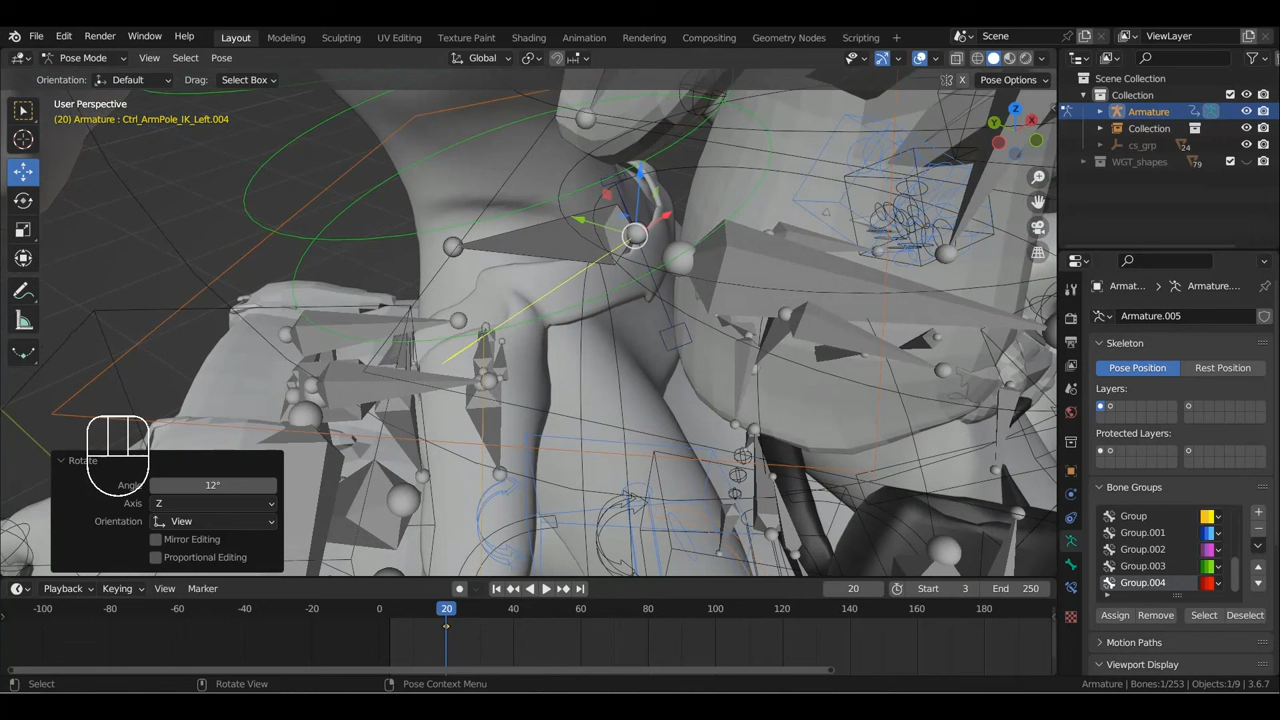 File Edit Render Window Help Layout Modeling Sculpting UV Editing Texture Paint Shading Animation Rendering Compositing Geometry Nodes Scripting Scene ViewLayer
Pose Mode View Select Pose Global
Orientation: Default Drag: Select Box X Pose Options
User Perspective
(20) Armature : Ctrl_ArmPole_IK_Left.004
Scene Collection
Collection
Armature
Collection
cs_grp 24
WGT_shapes 79
Z
X
Y
Armat... Armature....
Armature.005
Skeleton
Pose Position Rest Position
Layers:
Protected Layers:
Bone Groups
Group
Group.001
Group.002
Group.003
Group.004
Assign Remove Select Deselect
Motion Paths
Viewport Display
Rotate
Angle 12°
Axis Z
Orientation View
Mirror Editing
Proportional Editing
Playback Keying View Marker 20 Start 3 End 250
-100 -80 -60 -40 -20 0 20 40 60 80 100 120 140 160 180
Select Rotate View Pose Context Menu Armature | Bones:1/253 | Objects:1/9 | 3.6.7